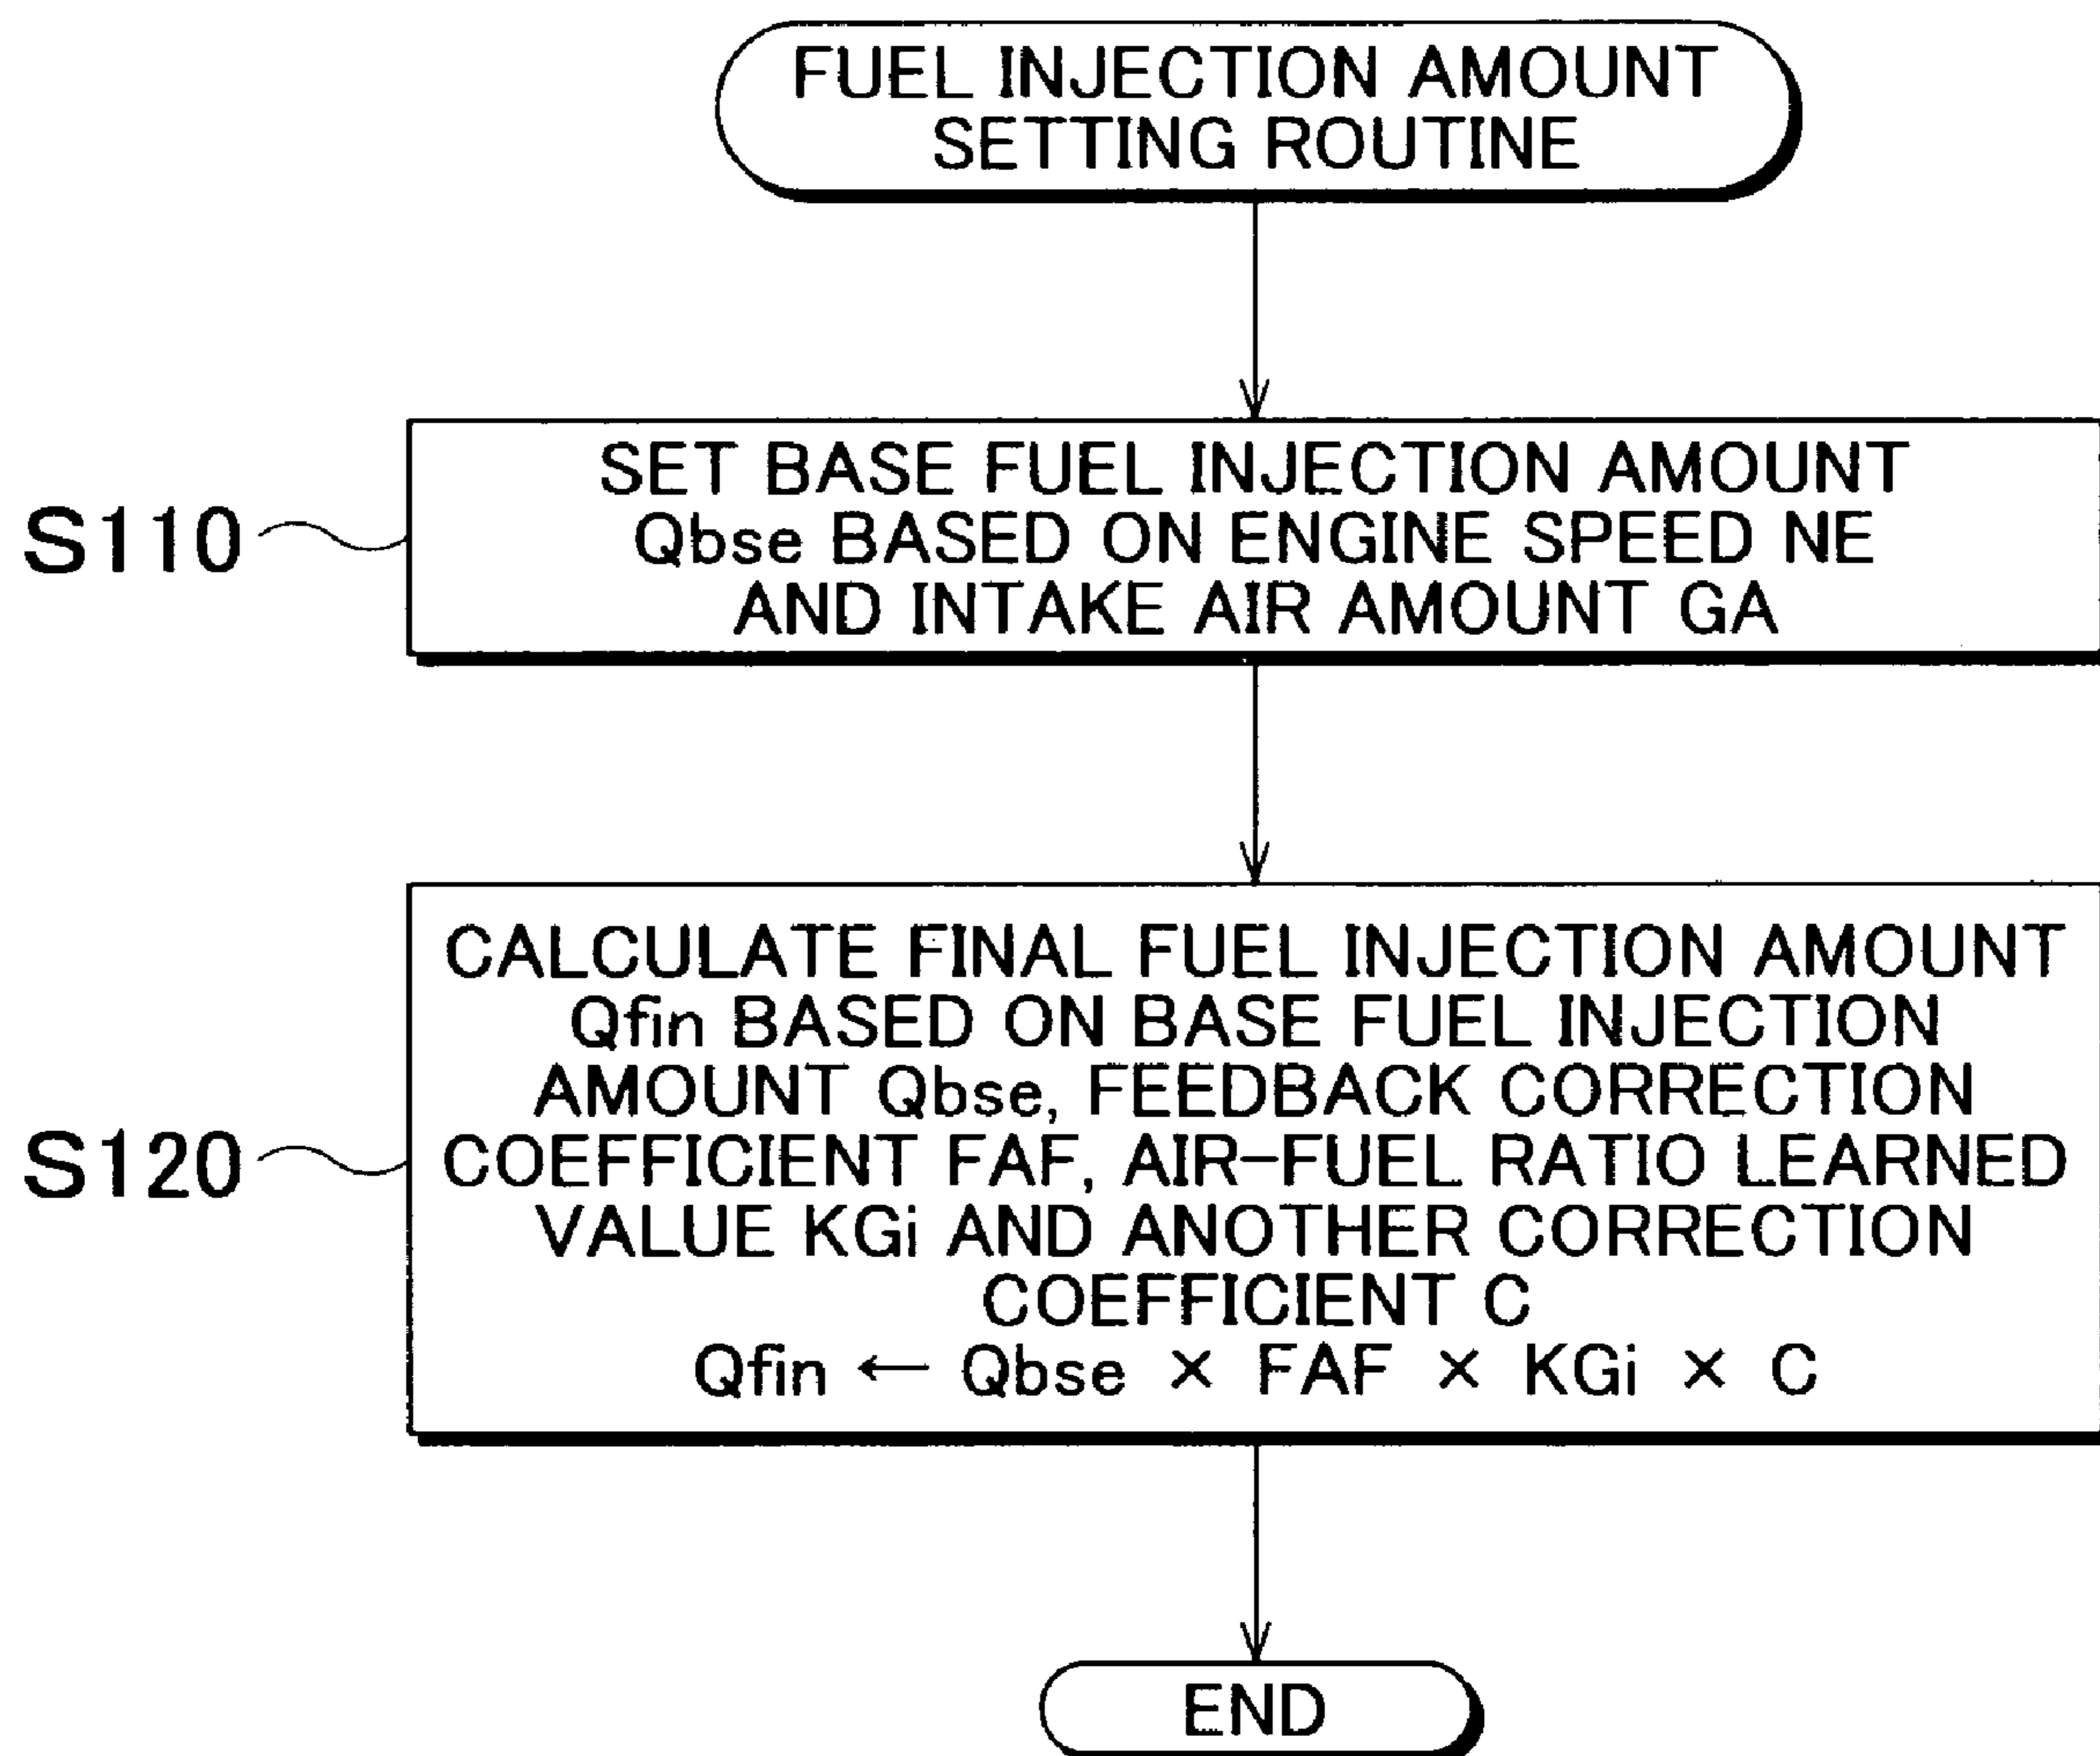 FUEL INJECTION AMOUNT
SETTING ROUTINE
S110
SET BASE FUEL INJECTION AMOUNT
Qbse BASED ON ENGINE SPEED NE
AND INTAKE AIR AMOUNT GA
S120
CALCULATE FINAL FUEL INJECTION AMOUNT
Qfin BASED ON BASE FUEL INJECTION
AMOUNT Qbse, FEEDBACK CORRECTION
COEFFICIENT FAF, AIR-FUEL RATIO LEARNED
VALUE KGi AND ANOTHER CORRECTION
COEFFICIENT C
Qfin ← Qbse × FAF × KGi × C
END